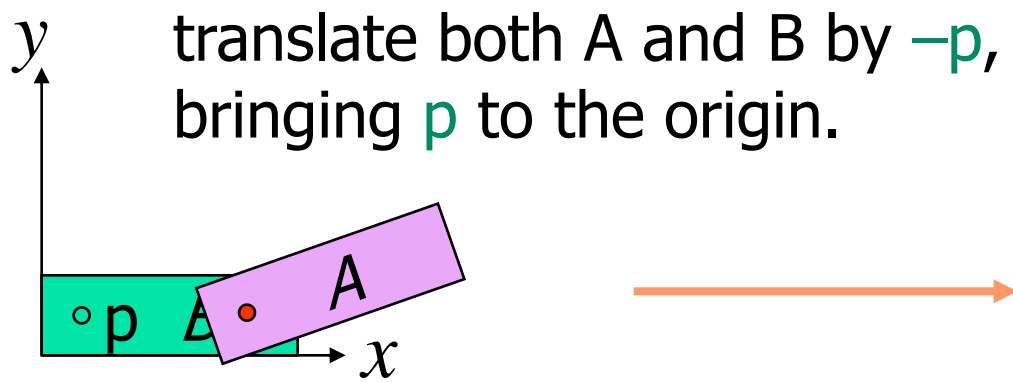 y
translate both A and B by –p,
bringing p to the origin.
A
p B
x